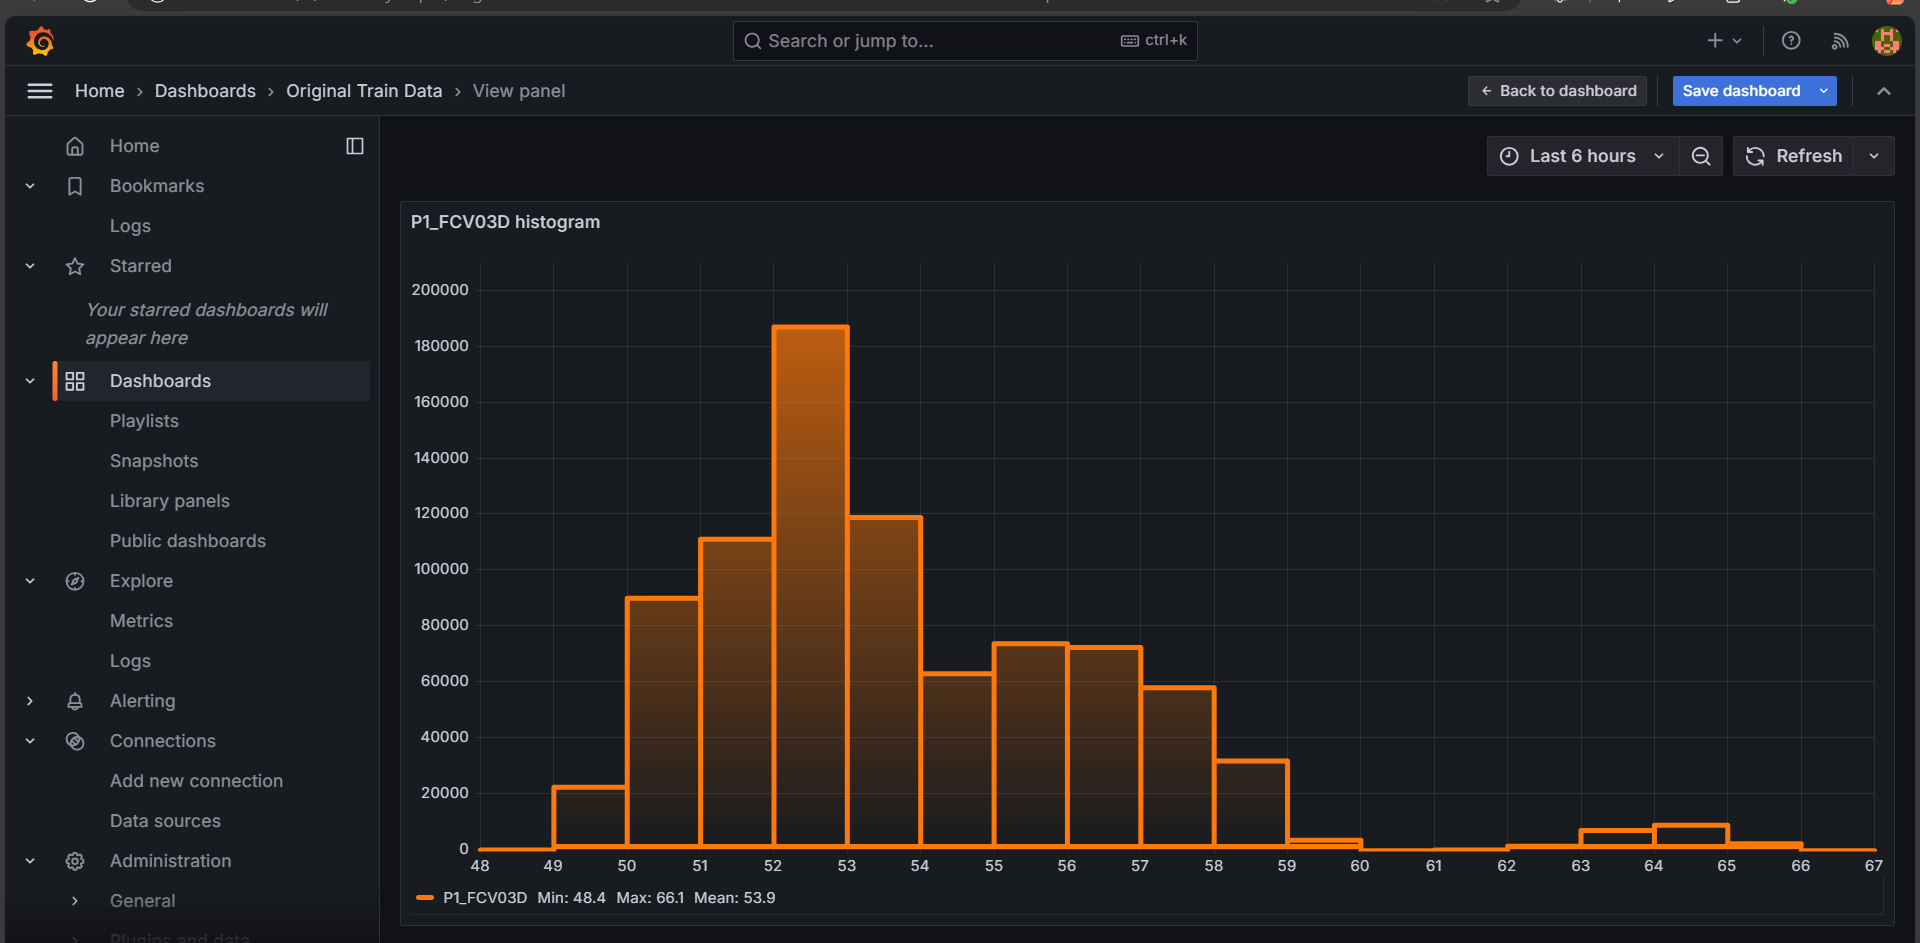 Search or jump to...
ctrl+k
Home › Dashboards › Original Train Data › View panel
← Back to dashboard
Save dashboard
Home
Bookmarks
Logs
Starred
Your starred dashboards will
appear here
Dashboards
Playlists
Snapshots
Library panels
Public dashboards
Explore
Metrics
Logs
Alerting
Connections
Add new connection
Data sources
Administration
General
Plugins and data
Last 6 hours
Refresh
P1_FCV03D histogram
200000
180000
160000
140000
120000
100000
80000
60000
40000
20000
0
48 49 50 51 52 53 54 55 56 57 58 59 60 61 62 63 64 65 66 67
P1_FCV03D Min: 48.4 Max: 66.1 Mean: 53.9